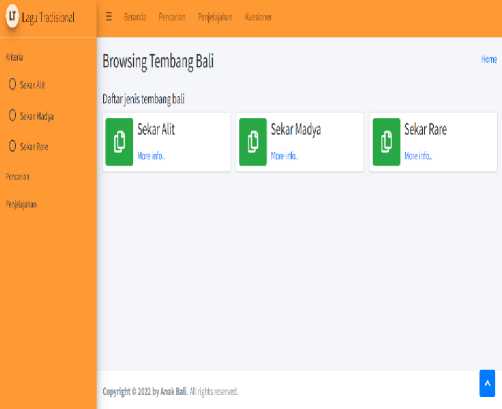 LT Lagu Tradisional
Beranda Pencarian Penjelajahan Kuesioner
Kriteria
Sekar Alit
Sekar Madya
Sekar Rare
Pencarian
Penjelajahan
Browsing Tembang Bali
Home
Daftar jenis tembang bali
Sekar Alit
More info..
Sekar Madya
More info..
Sekar Rare
More info..
Copyright © 2022 by Anak Bali. All rights reserved.